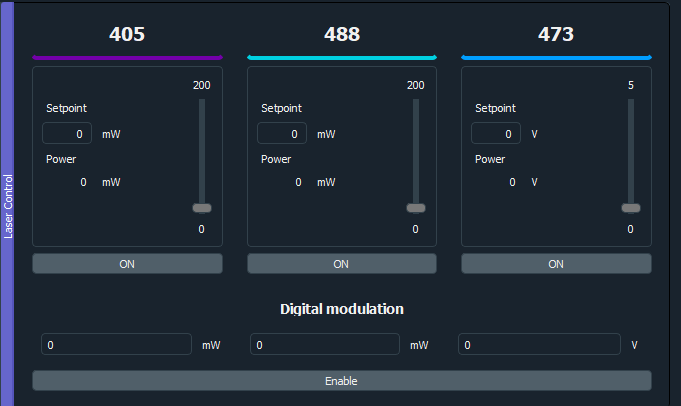 Laser Control
405 488 473
200 200 5
Setpoint Setpoint Setpoint
0 mW 0 mW 0 V
Power Power Power
0 mW 0 mW 0 V
0 0 0
ON ON ON
Digital modulation
0 mW 0 mW 0 V
Enable